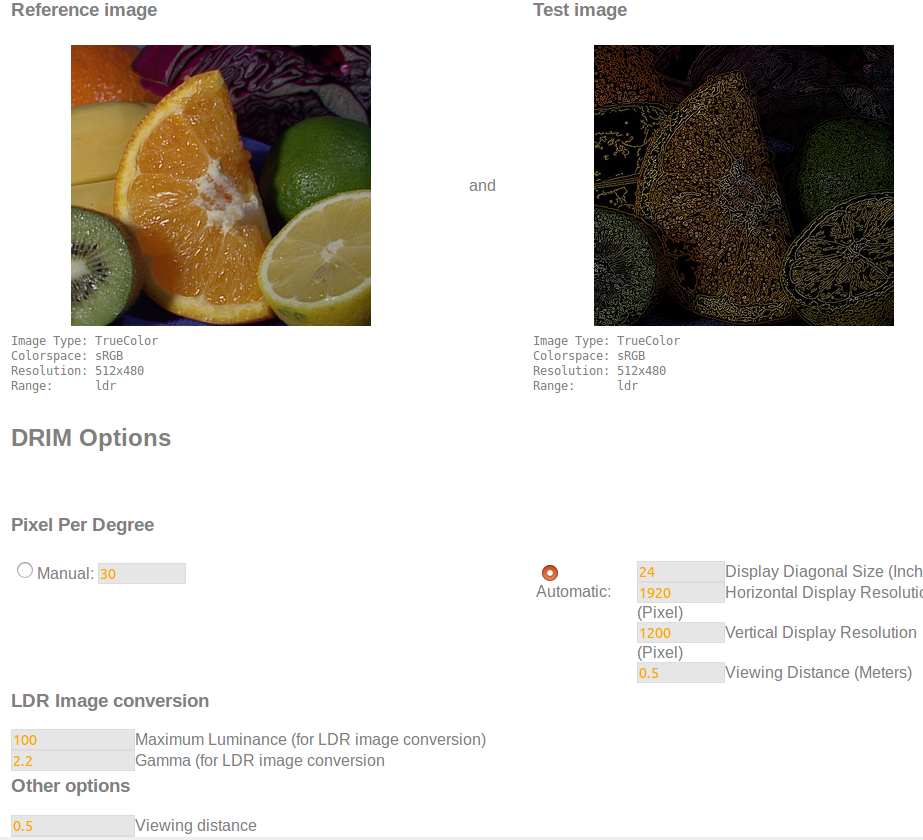 Reference image
Test image
and
Image Type: TrueColor
Colorspace: sRGB
Resolution: 512x480
Range: ldr
Image Type: TrueColor
Colorspace: sRGB
Resolution: 512x480
Range: ldr
DRIM Options
Pixel Per Degree
Manual: 30
Automatic:
24 Display Diagonal Size (Inch
1920 Horizontal Display Resolutio
(Pixel)
1200 Vertical Display Resolution
(Pixel)
0.5 Viewing Distance (Meters)
LDR Image conversion
100 Maximum Luminance (for LDR image conversion)
2.2 Gamma (for LDR image conversion
Other options
0.5 Viewing distance